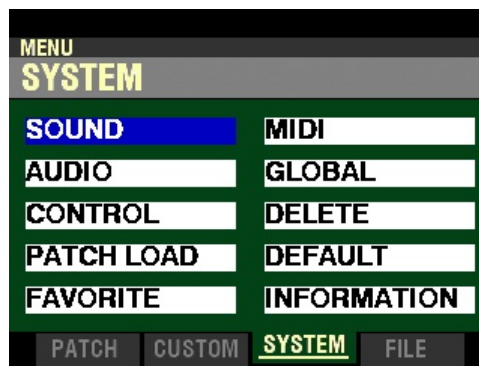 MENU
SYSTEM
SOUND
MIDI
AUDIO
GLOBAL
CONTROL
DELETE
PATCH LOAD
DEFAULT
FAVORITE
INFORMATION
PATCH CUSTOM SYSTEM FILE